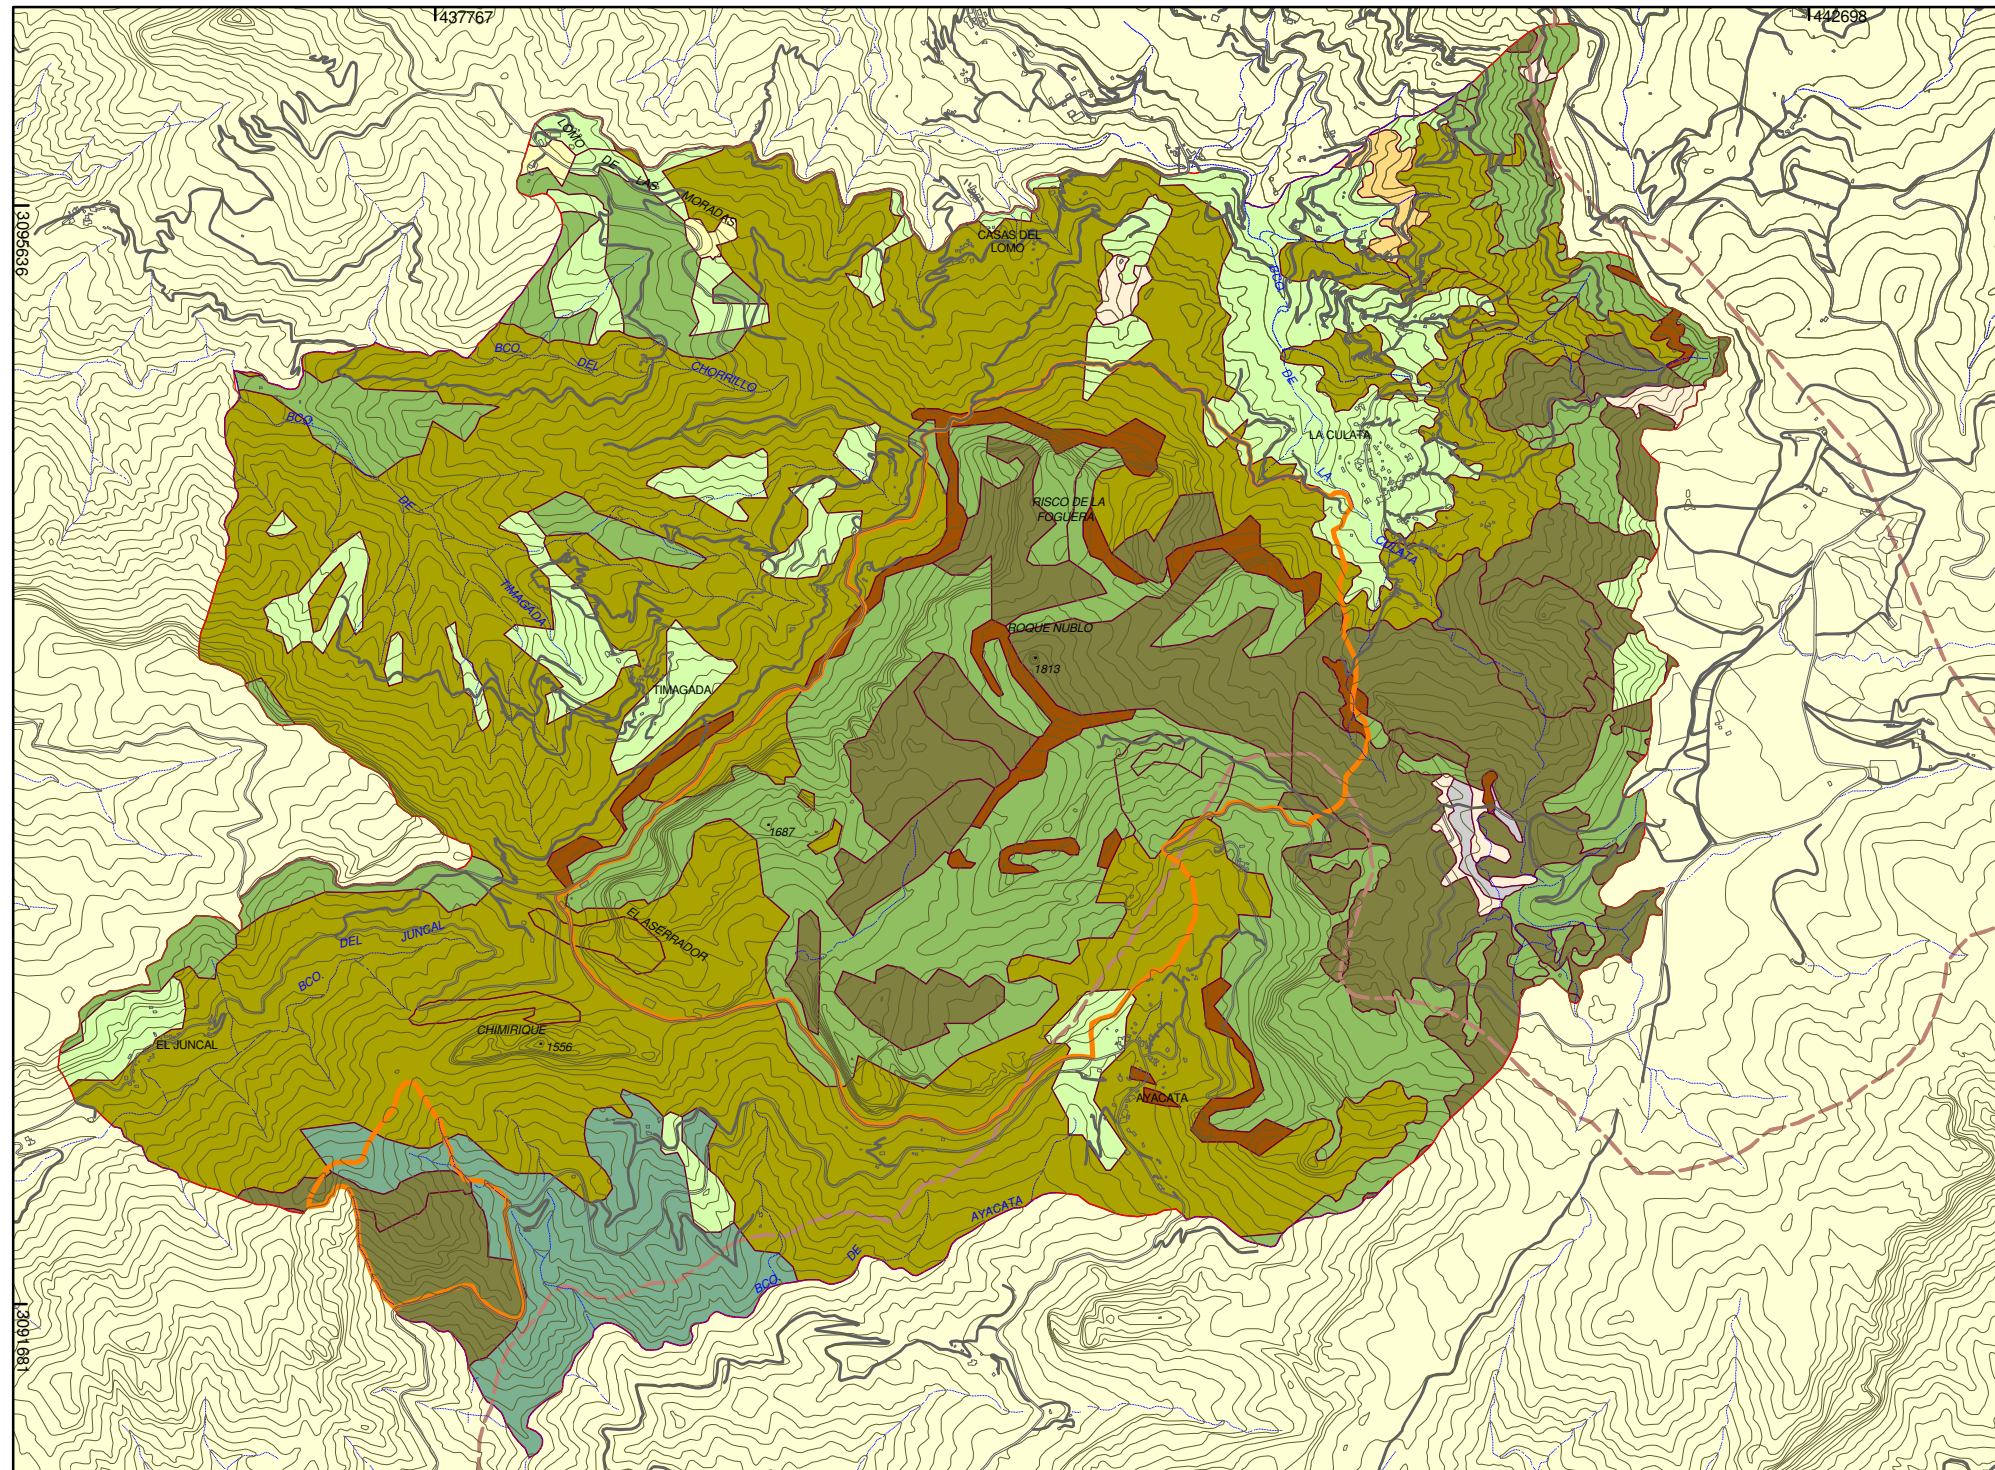 437767
442698
3095636
3091681
LOMO
DE
LAS
MORADAS
CASAS DEL
LOMO
BCO.
DE
LA
CULATA
BCO.
DEL
CHORRILLO
BCO.
DE
TIMAGADA
LA CULATA
RISCO DE LA
FOGUERA
ROQUE NUBLO
1813
TIMAGADA
1687
EL ASERRADOR
BCO.
DEL
JUNCAL
CHIMIRIQUE
1556
EL JUNCAL
AYACATA
BCO.
DE
AYACATA